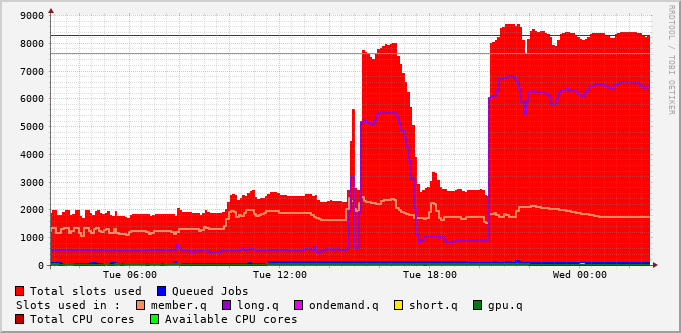 RRDTOOL / TOBI OETIKER
9000
8000
7000
6000
5000
4000
3000
2000
1000
0
Tue 06:00 Tue 12:00 Tue 18:00 Wed 00:00
Total slots used Queued Jobs
Slots used in : member.q long.q ondemand.q short.q gpu.q
Total CPU cores Available CPU cores